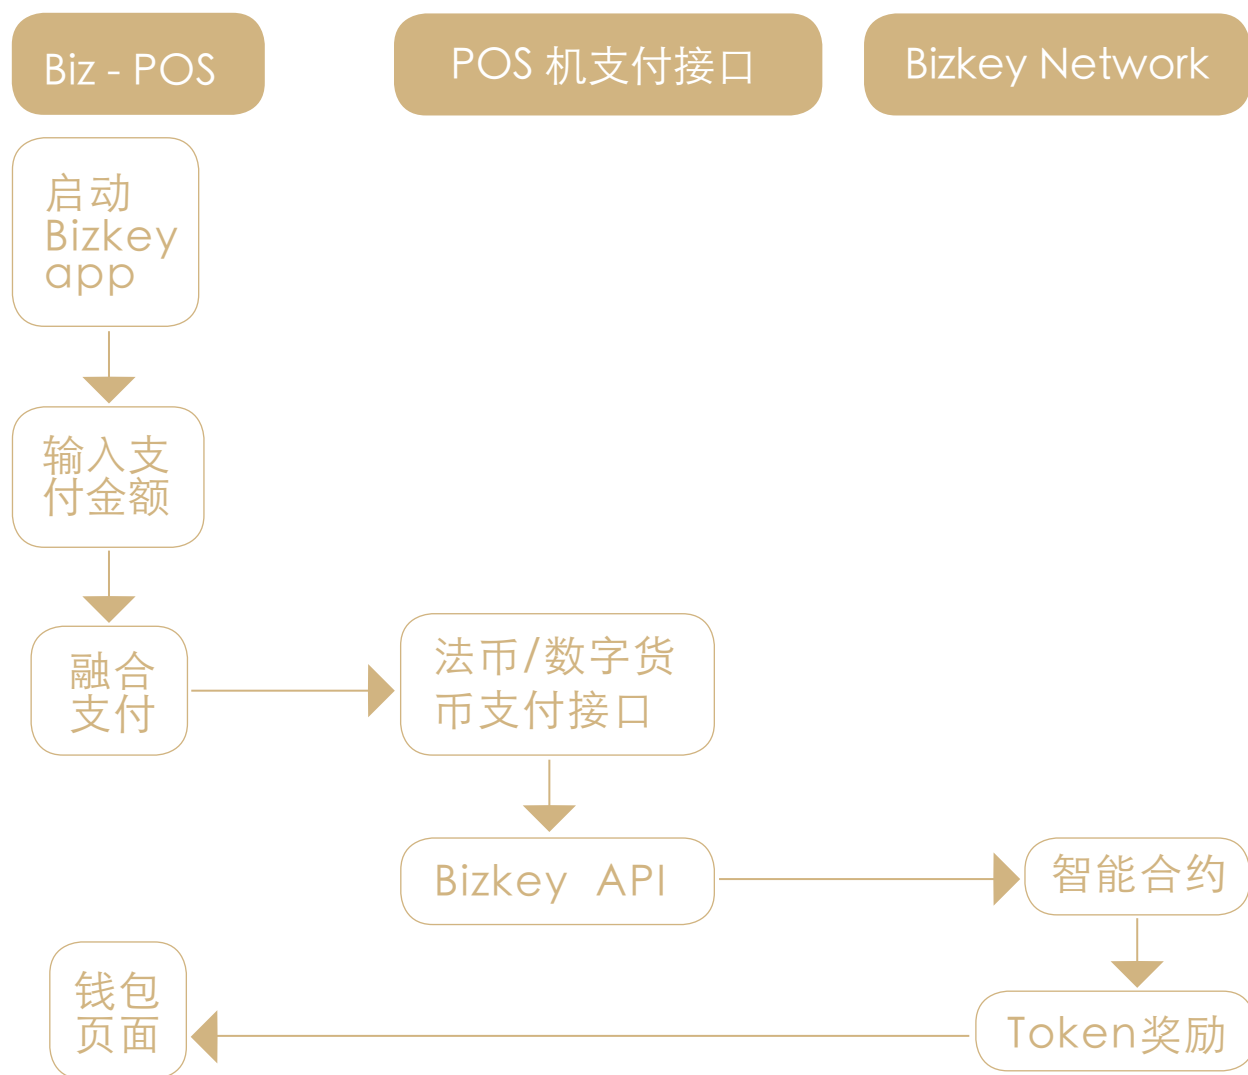 Biz - POS
POS 机支付接口
Bizkey Network
启动
Bizkey
app
输入支
付金额
融合
支付
法币/数字货
币支付接口
Bizkey API
智能合约
钱包
页面
Token奖励